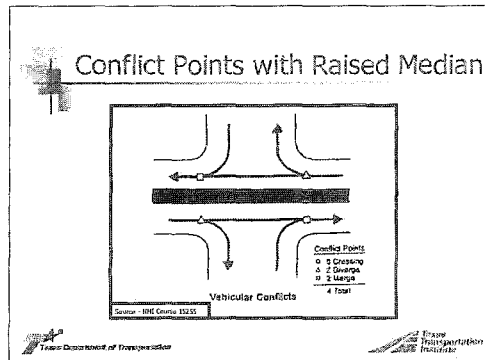 Conflict Points with Raised Median
Conflict Points
0 Crossing
2 Diverge
2 Merge
4 Total
Vehicular Conflicts
Source - NHI Course 15255
Texas Department of Transportation
Texas
Transportation
Institute